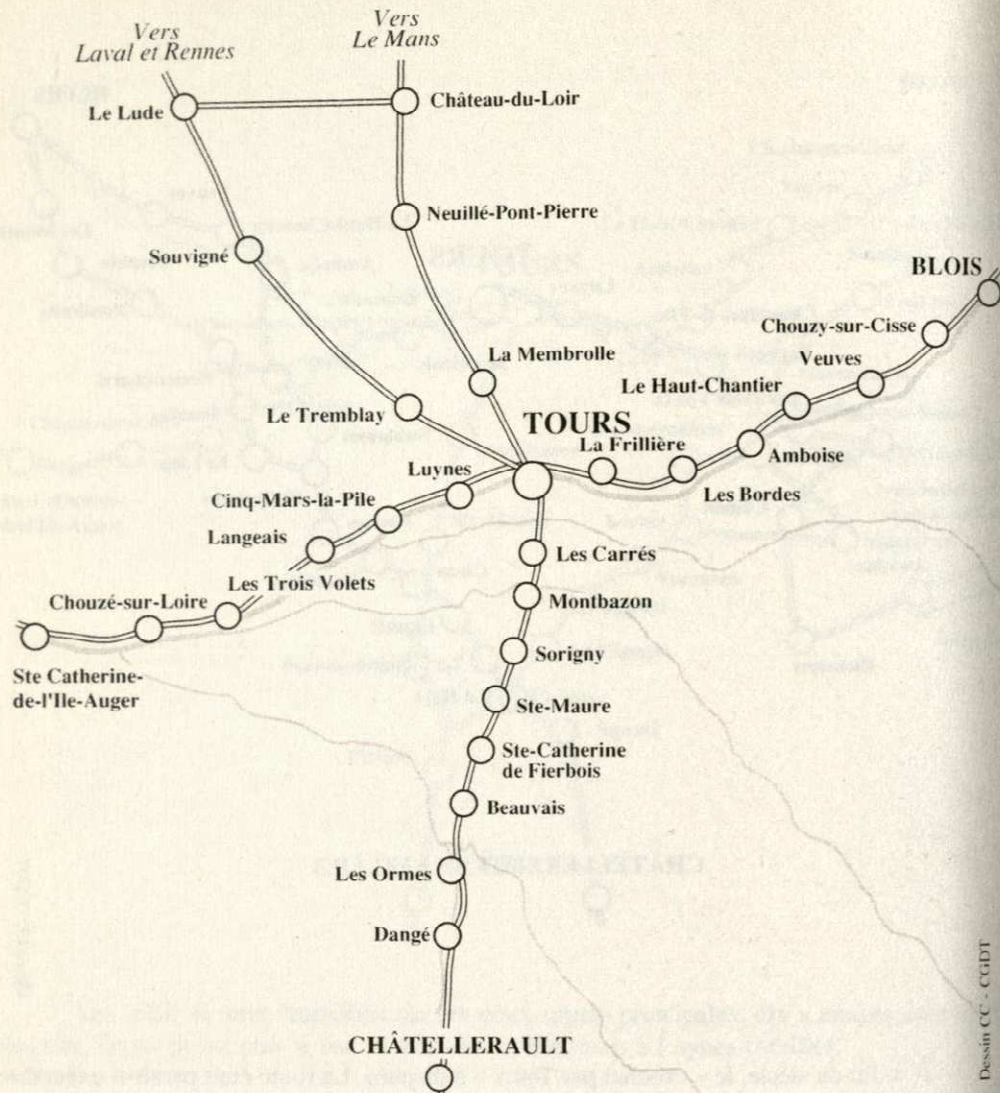 Vers
Laval et Rennes
Vers
Le Mans
Le Lude
Château-du-Loir
Neuillé-Pont-Pierre
Souvigné
BLOIS
Chouzy-sur-Cisse
Veuves
La Membrolle
Le Haut-Chantier
Le Tremblay
TOURS
La Frillière
Amboise
Luynes
Les Bordes
Cinq-Mars-la-Pile
Langeais
Les Carrés
Les Trois Volets
Chouzé-sur-Loire
Montbazon
Sorigny
Ste Catherine-
de-l'Ile-Auger
Ste-Maure
Ste-Catherine
de Fierbois
Beauvais
Les Ormes
Dangé
CHÂTELLERAULT
Dessin CC - CGDT